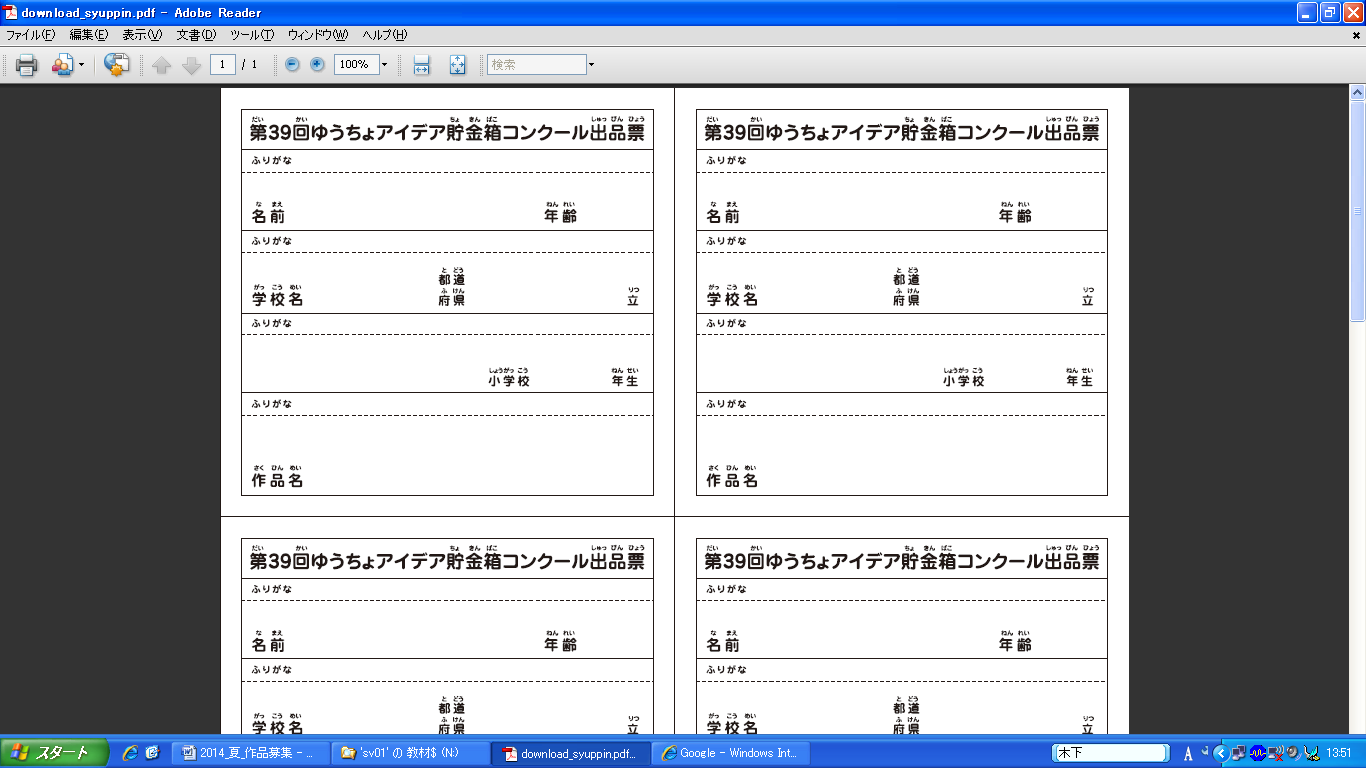 download_syuppin.pdf - Adobe Reader
ファイル(F) 編集(E) 表示(V) 文書(D) ツール(T) ウィンドウ(W) ヘルプ(H)
1 / 1 100% 検索
だい かい ちょ きん ばこ しゅっ ぴん ひょう
第39回ゆうちょアイデア貯金箱コンクール出品票
ふりがな
な まえ ねん れい
名前 年齢
ふりがな
と どう
都道
がっ こう めい ふ けん りつ
学校名 府県 立
ふりがな
しょうがっ こう ねん せい
小学校 年生
ふりがな
さく ひん めい
作品名
だい かい ちょ きん ばこ しゅっ ぴん ひょう
第39回ゆうちょアイデア貯金箱コンクール出品票
ふりがな
な まえ ねん れい
名前 年齢
ふりがな
と どう
都道
がっ こう めい ふ けん りつ
学校名 府県 立
ふりがな
しょうがっ こう ねん せい
小学校 年生
ふりがな
さく ひん めい
作品名
だい かい ちょ きん ばこ しゅっ ぴん ひょう
第39回ゆうちょアイデア貯金箱コンクール出品票
ふりがな
な まえ ねん れい
名前 年齢
ふりがな
と どう
都道
がっ こう めい ふ けん りつ
学校名 府県 立
だい かい ちょ きん ばこ しゅっ ぴん ひょう
第39回ゆうちょアイデア貯金箱コンクール出品票
ふりがな
な まえ ねん れい
名前 年齢
ふりがな
と どう
都道
がっ こう めい ふ けん りつ
学校名 府県 立
スタート 2014_夏_作品募集 - ... 'sv01' の 教材$ (N:) download_syuppin.pdf... Google - Windows Int... 木下 A 13:51